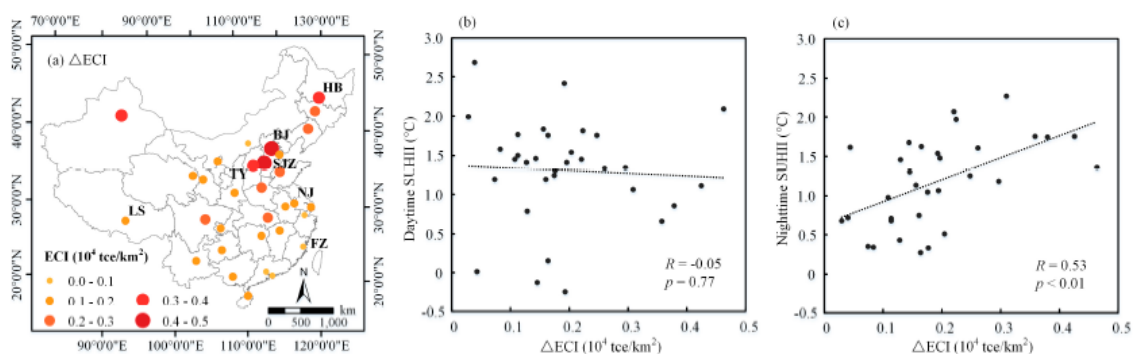 70°0'0"E 90°0'0"E 110°0'0"E 130°0'0"E
(a) △ECI
50°0'0"N
40°0'0"N
30°0'0"N
20°0'0"N
50°0'0"N
40°0'0"N
30°0'0"N
20°0'0"N
HB
BJ
SJZ
TY
NJ
LS
FZ
ECI (10⁴ tce/km²)
0.0 - 0.1
0.1 - 0.2
0.2 - 0.3
0.3 - 0.4
0.4 - 0.5
N
km
0 500 1,000
90°0'0"E 100°0'0"E 110°0'0"E 120°0'0"E
(b)
Daytime SUHII (°C)
3.0
2.5
2.0
1.5
1.0
0.5
0
-0.5
R = -0.05
p = 0.77
0 0.1 0.2 0.3 0.4 0.5
△ECI (10⁴ tce/km²)
(c)
Nighttime SUHII (°C)
3.0
2.5
2.0
1.5
1.0
0.5
0
-0.5
R = 0.53
p < 0.01
0 0.1 0.2 0.3 0.4 0.5
△ECI (10⁴ tce/km²)